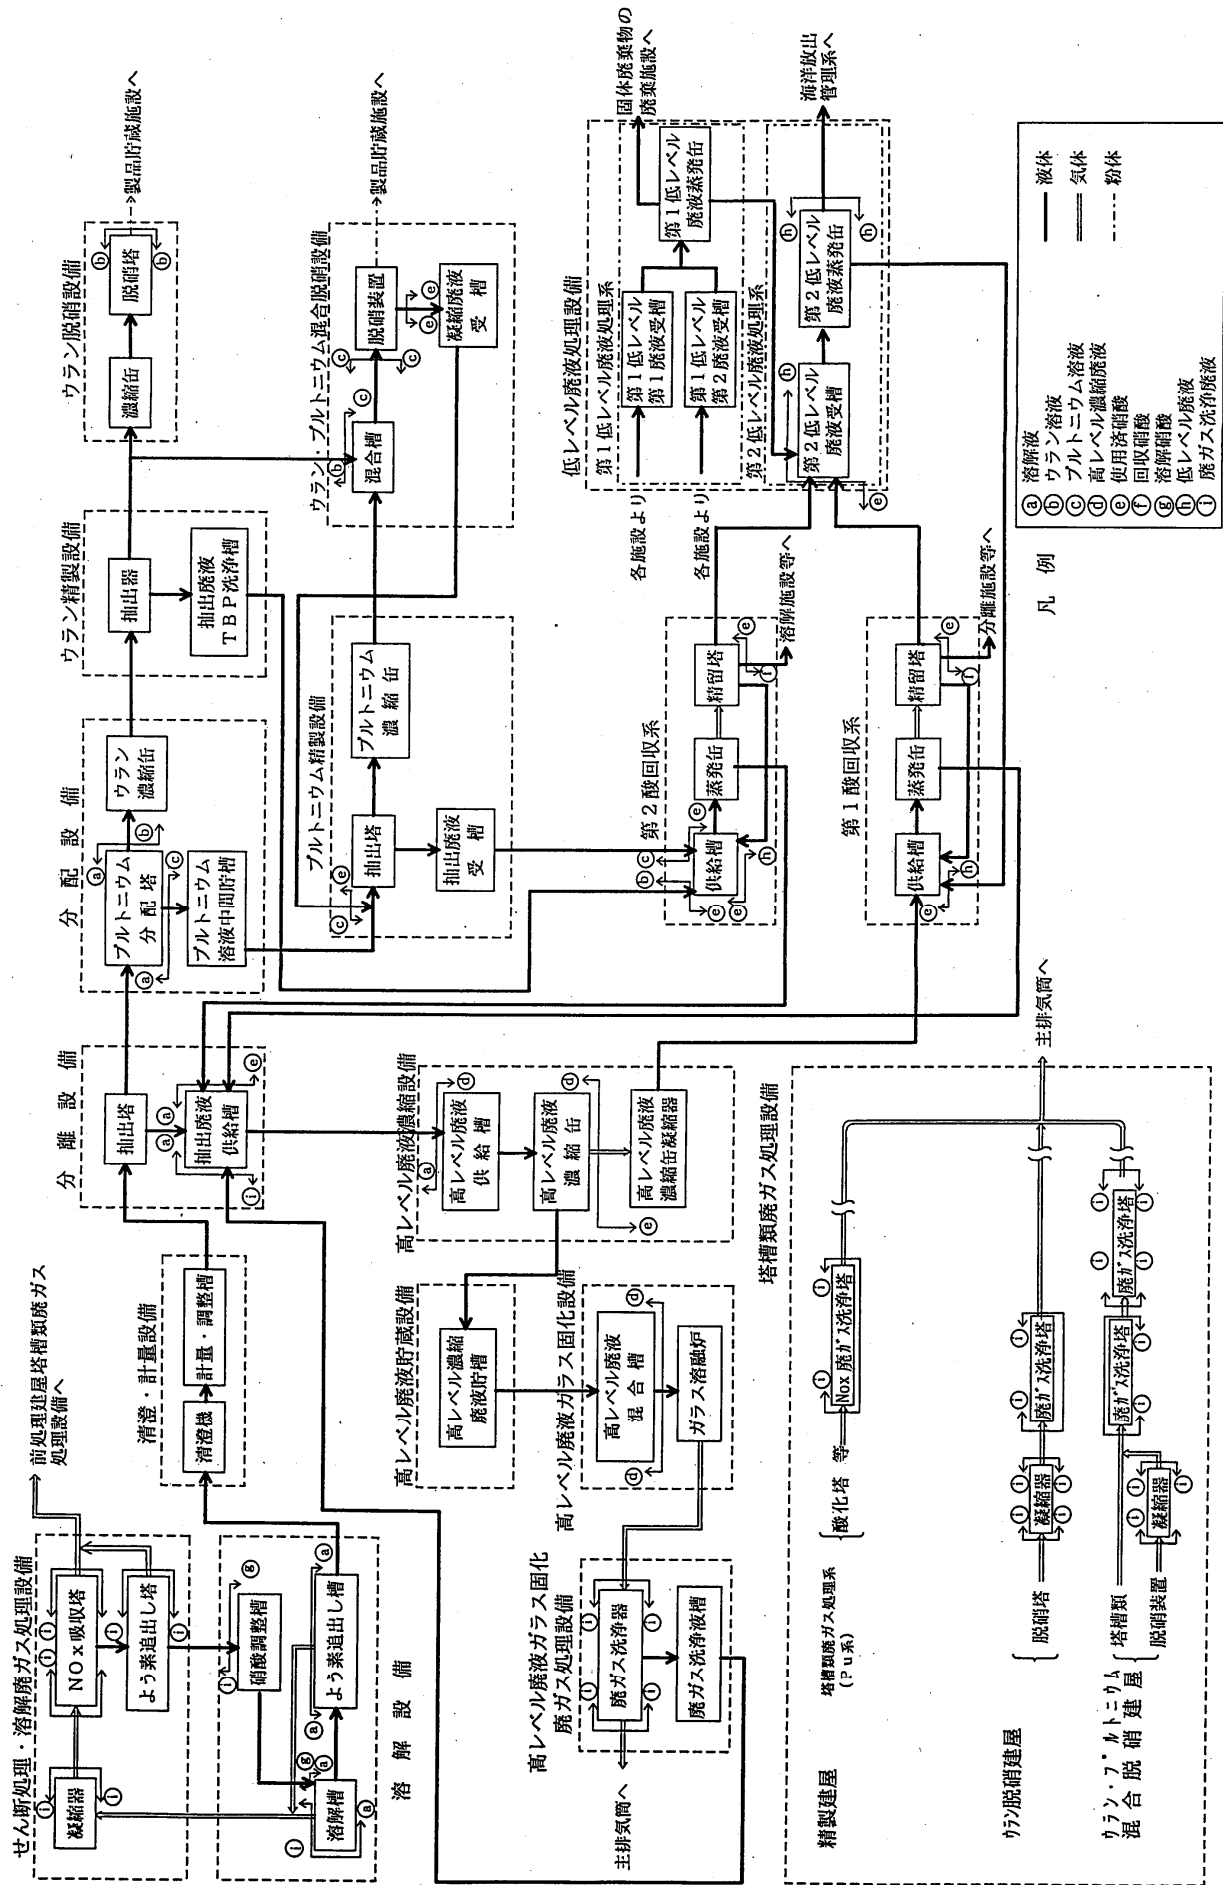 せん断処理・溶解廃ガス処理設備
凝縮器
NOx吸収塔
よう素追出し塔
前処理建屋塔槽類廃ガス
処理設備へ
溶解設備
硝酸調整槽
溶解槽
よう素追出し槽
清澄・計量設備
清澄機
計量・調整槽
分離設備
抽出塔
抽出廃液
供給槽
分配設備
プルトニウム
分配塔
ウラン
濃縮缶
プルトニウム
溶液中間貯槽
ウラン精製設備
抽出器
抽出廃液
TBP洗浄槽
ウラン脱硝設備
濃縮缶
脱硝塔
製品貯蔵施設へ
プルトニウム精製設備
抽出塔
プルトニウム
濃縮缶
抽出廃液
受槽
ウラン・プルトニウム混合脱硝設備
混合槽
脱硝装置
凝縮廃液
受槽
製品貯蔵施設へ
高レベル廃液濃縮設備
高レベル廃液
供給槽
高レベル廃液
濃縮缶
高レベル廃液
濃縮缶凝縮器
高レベル廃液貯蔵設備
高レベル濃縮
廃液貯槽
高レベル廃液ガラス固化設備
高レベル廃液
混合槽
ガラス溶融炉
高レベル廃液ガラス固化
廃ガス処理設備
廃ガス洗浄器
廃ガス洗浄液槽
主排気筒へ
第2酸回収系
供給槽
蒸発缶
精留塔
溶解施設等へ
第1酸回収系
供給槽
蒸発缶
精留塔
分離施設等へ
低レベル廃液処理設備
第1低レベル廃液処理系
各施設より
各施設より
第1低レベル
第1廃液受槽
第1低レベル
第2廃液受槽
第1低レベル
廃液蒸発缶
固体廃棄物の
廃棄施設へ
第2低レベル廃液処理系
第2低レベル
廃液受槽
第2低レベル
廃液蒸発缶
海洋放出
管理系へ
塔槽類廃ガス処理設備
精製建屋
塔槽類廃ガス処理系
(Pu系)
酸化塔 等
Nox廃ガス洗浄塔
ウラン脱硝建屋
脱硝塔
凝縮器
廃ガス洗浄塔
ウラン・プルトニウム
混合脱硝建屋
塔槽類
脱硝装置
凝縮器
廃ガス洗浄塔
廃ガス洗浄塔
主排気筒へ
凡例
ⓐ 溶解液
ⓑ ウラン溶液
ⓒ プルトニウム溶液
ⓓ 高レベル濃縮廃液
ⓔ 使用済硝酸
ⓕ 回収硝酸
ⓖ 溶解硝酸
ⓗ 低レベル廃液
ⓘ 廃ガス洗浄廃液
液体
気体
粉体